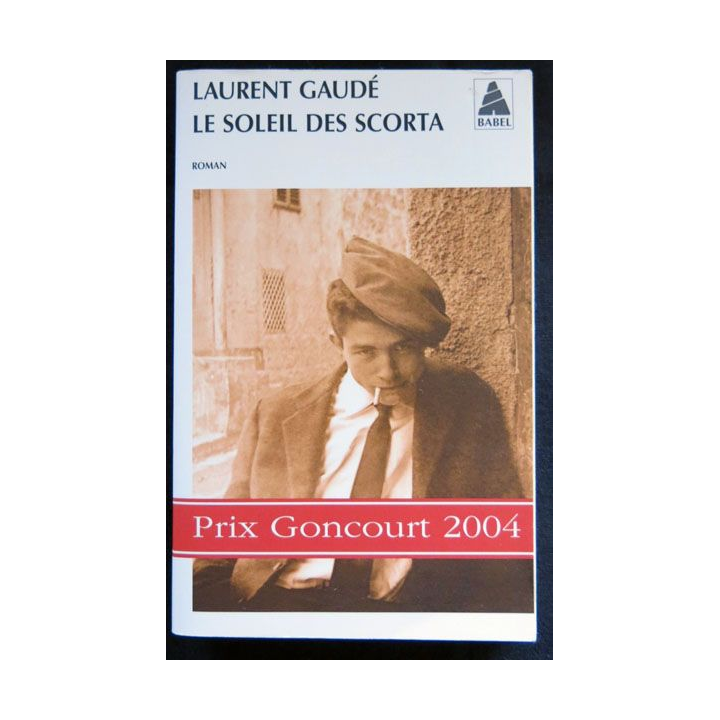 LAURENT GAUDÉ
LE SOLEIL DES SCORTA
BABEL
ROMAN
Prix Goncourt 2004